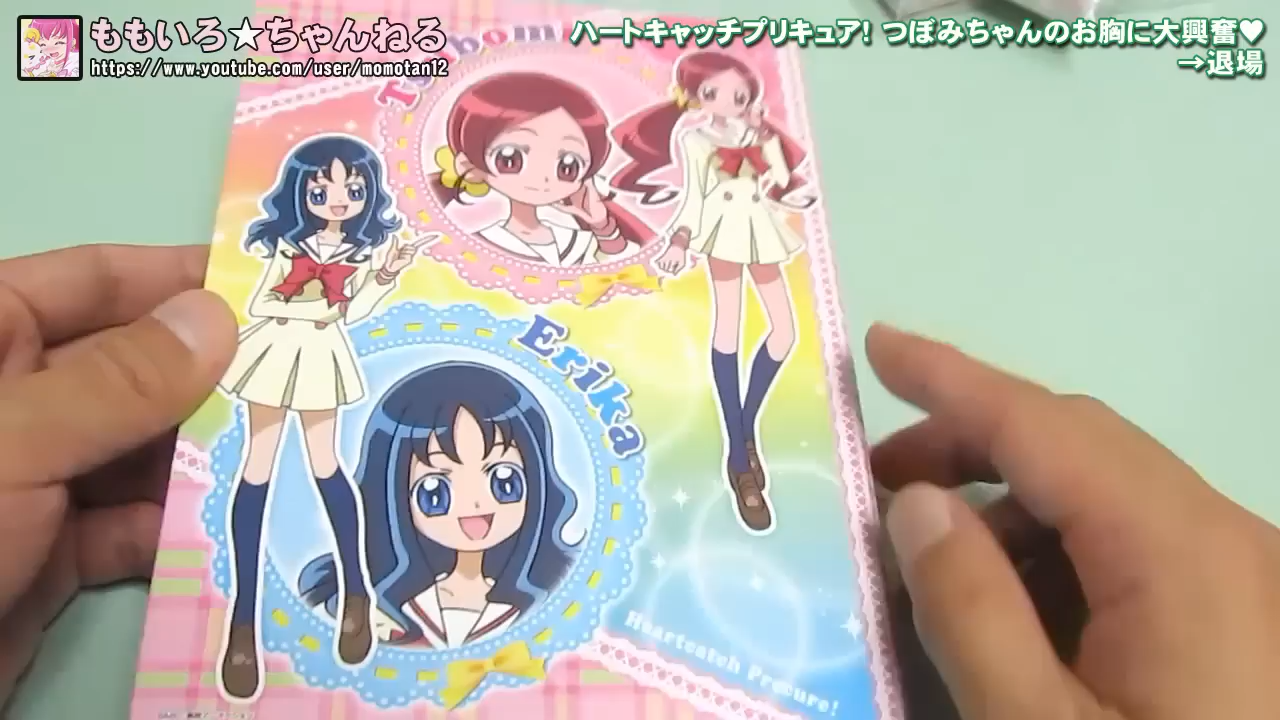 ももいろ★ちゃんねる
https://www.youtube.com/user/momotan12
ハートキャッチプリキュア! つぼみちゃんのお胸に大興奮♥
→退場
Erika
Heartcatch Precure!